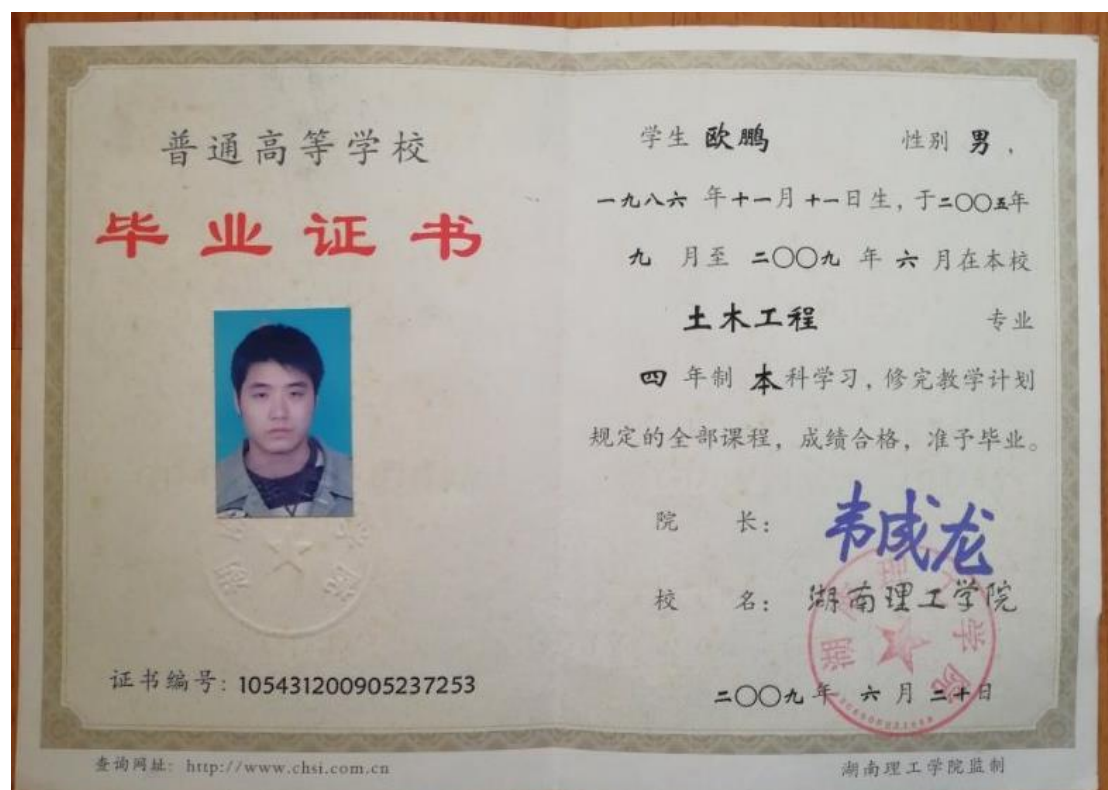 普通高等学校
毕业证书
证书编号：105431200905237253
查询网址：http://www.chsi.com.cn
学生 欧鹏 性别 男，
一九八六 年十一月十一日生，于二〇〇五年
九 月至 二〇〇九 年 六 月在本校
土木工程 专业
四 年制 本科学习，修完教学计划
规定的全部课程，成绩合格，准予毕业。
院 长：韦成龙
校 名：湖南理工学院
湖南理工学院
二〇〇九年 六 月 二十日
湖南理工学院监制